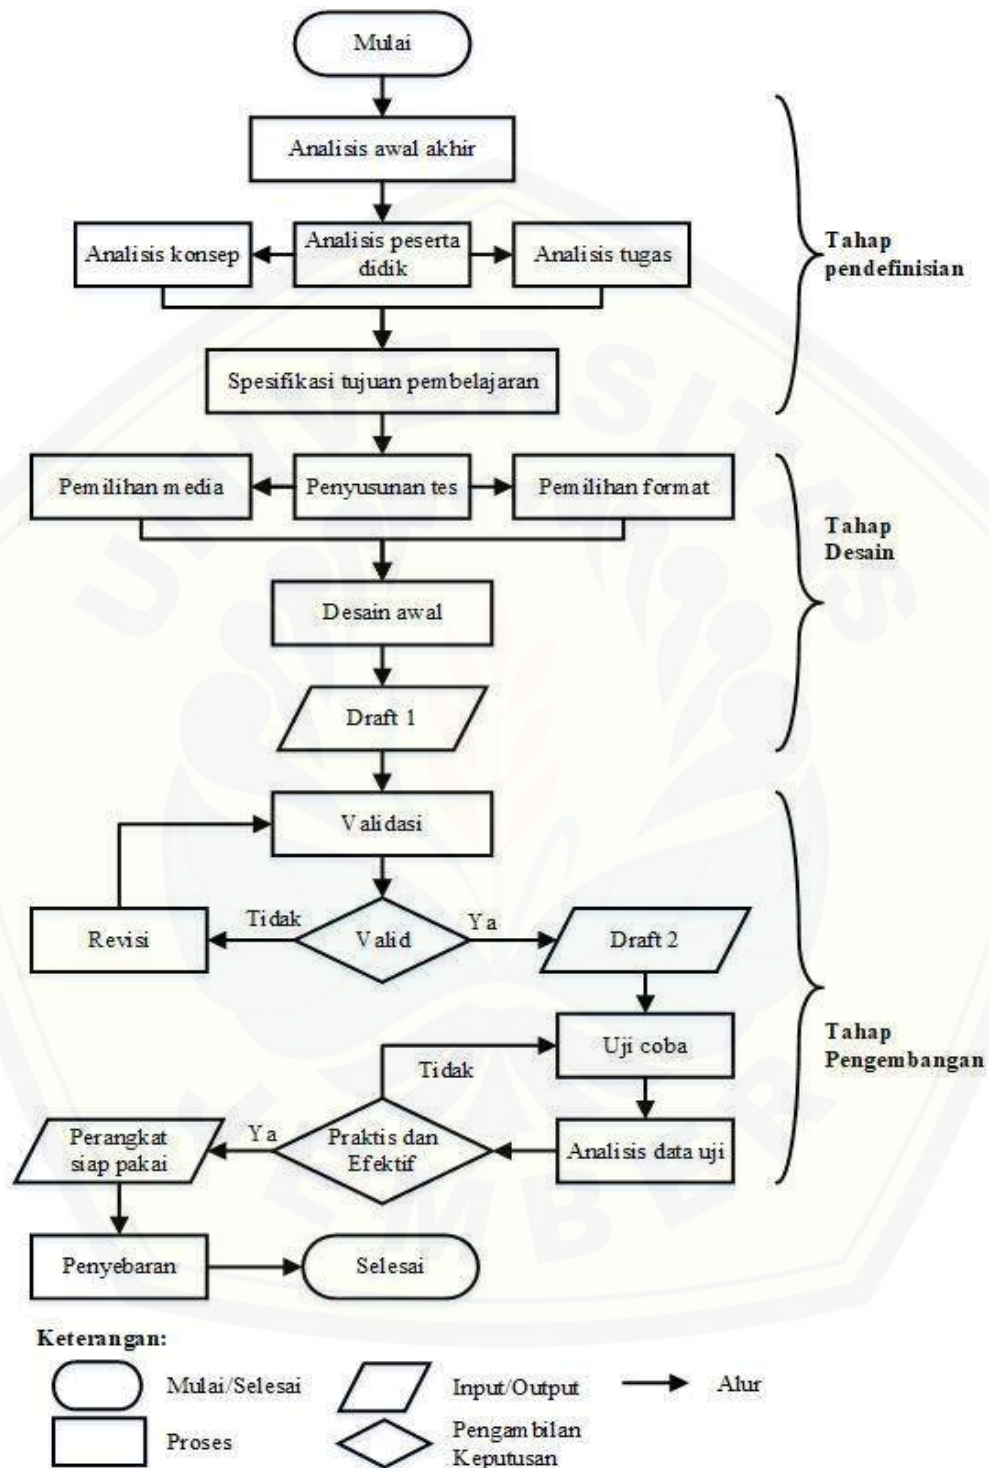 Mulai
Analisis awal akhir
Analisis konsep
Analisis peserta
didik
Analisis tugas
Tahap
pendefinisian
Spesifikasi tujuan pembelajaran
Pemilihan media
Penyusunan tes
Pemilihan format
Tahap
Desain
Desain awal
Draft 1
Validasi
Revisi
Tidak
Valid
Ya
Draft 2
Uji coba
Tidak
Tahap
Pengembangan
Perangkat
siap pakai
Ya
Praktis dan
Efektif
Analisis data uji
Penyebaran
Selesai
Keterangan:
Mulai/Selesai
Input/Output
Alur
Proses
Pengambilan
Keputusan
UNIVERSITAS
JEMBER